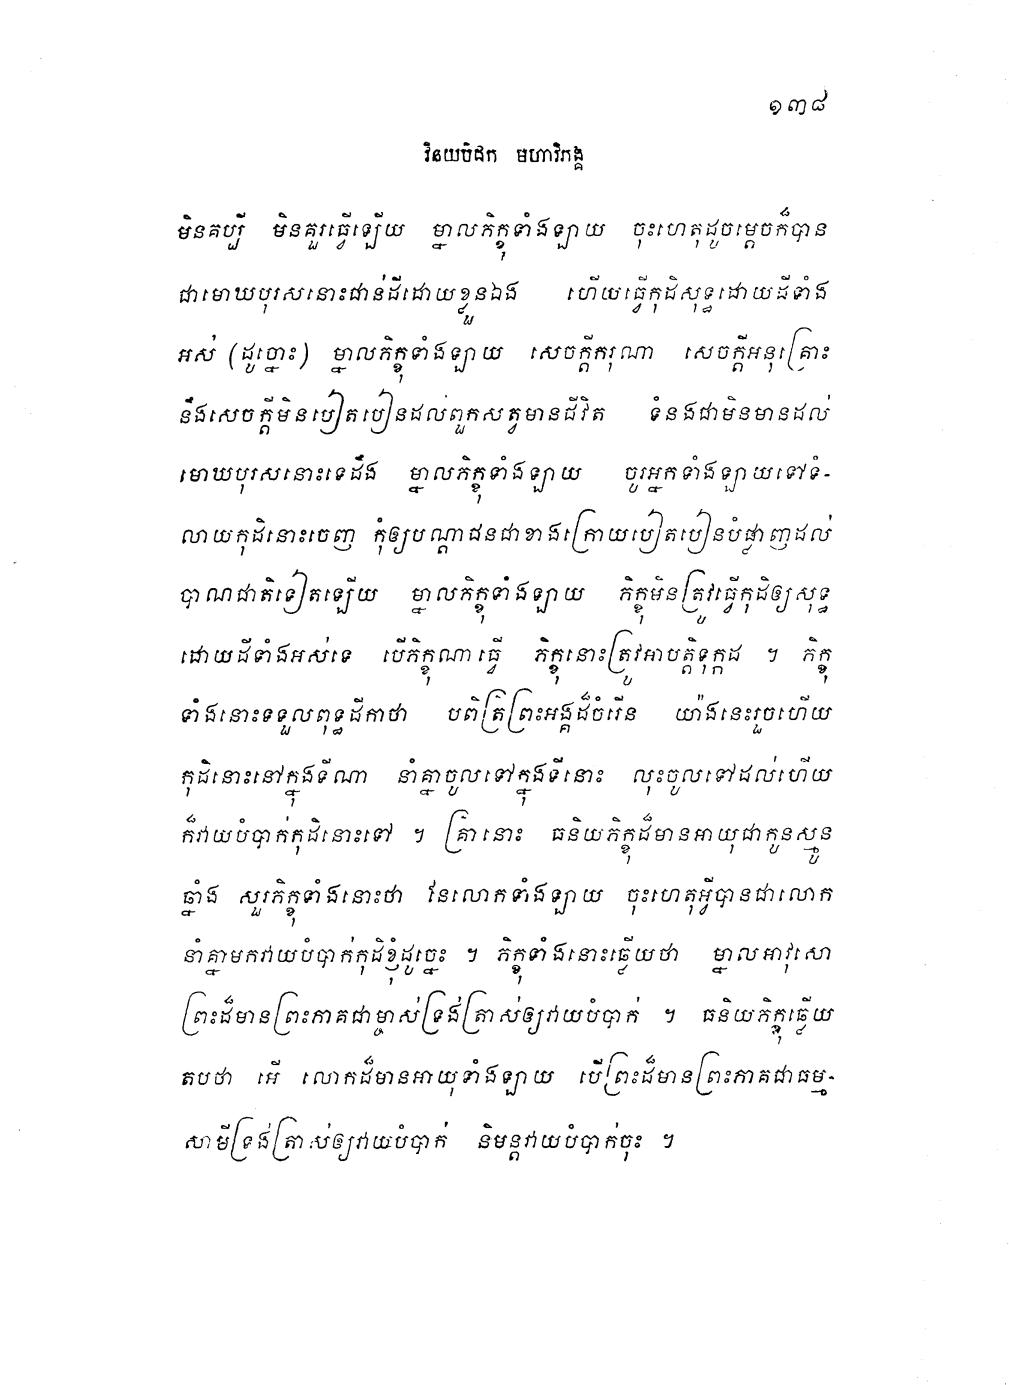 ១៣៨
វិនយបិដក មហាវិភង្គ
មិនគប្បី មិនគួរធ្វើឡើយ ម្នាលភិក្ខុទាំងឡាយ ចុះហេតុដូចម្តេចក៏បាន
ជាមោឃបុរសនោះជាន់ដីដោយខ្លួនឯង ហើយធ្វើកុដិសុទ្ធដោយដីទាំង
អស់ (ដូច្នោះ) ម្នាលភិក្ខុទាំងឡាយ សេចក្តីករុណា សេចក្តីអនុគ្រោះ
នឹងសេចក្តីមិនបៀតបៀនដល់ពួកសត្វមានជីវិត ទំនងជាមិនមានដល់
មោឃបុរសនោះទេដឹង ម្នាលភិក្ខុទាំងឡាយ ចូរអ្នកទាំងឡាយទៅទំ-
លាយកុដិនោះចេញ កុំឲ្យបណ្តាជនជាខាងក្រោយបៀតបៀនបំផ្លាញដល់
បាណជាតិទៀតឡើយ ម្នាលភិក្ខុទាំងឡាយ ភិក្ខុមិនត្រូវធ្វើកុដិឲ្យសុទ្ធ
ដោយដីទាំងអស់ទេ បើភិក្ខុណាធ្វើ ភិក្ខុនោះត្រូវអាបត្តិទុក្កដ ។ ភិក្ខុ
ទាំងនោះទទួលពុទ្ធដីកាថា បពិត្រព្រះអង្គដ៏ចំរើន យ៉ាងនេះរួចហើយ
កុដិនោះនៅក្នុងទីណា នាំគ្នាចូលទៅក្នុងទីនោះ លុះចូលទៅដល់ហើយ
ក៏វាយបំបាក់កុដិនោះទៅ ។ គ្រានោះ ធនិយភិក្ខុដ៏មានអាយុជាកូនស្មូន
ឆ្នាំង សួរភិក្ខុទាំងនោះថា នែលោកទាំងឡាយ ចុះហេតុអ្វីបានជាលោក
នាំគ្នាមកវាយបំបាក់កុដិខ្ញុំដូច្នេះ ។ ភិក្ខុទាំងនោះឆ្លើយថា ម្នាលអាវុសោ
ព្រះដ៏មានព្រះភាគជាម្ចាស់ទ្រង់ត្រាស់ឲ្យវាយបំបាក់ ។ ធនិយភិក្ខុឆ្លើយ
តបថា អើ លោកដ៏មានអាយុទាំងឡាយ បើព្រះដ៏មានព្រះភាគជាធម្ម-
សាមីទ្រង់ត្រាស់ឲ្យវាយបំបាក់ និមន្តវាយបំបាក់ចុះ ។